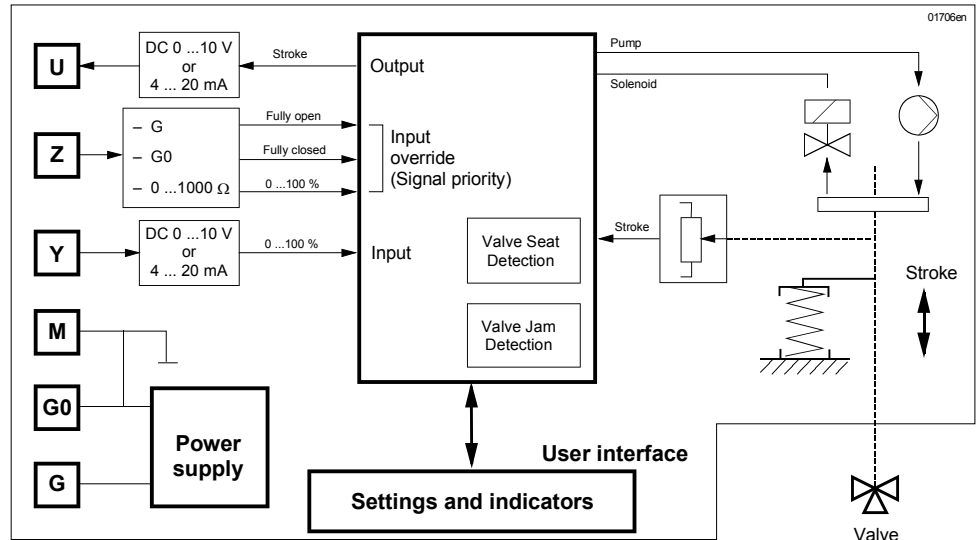 01706en
U
DC 0 ...10 V
or
4 ... 20 mA
Stroke
Output
Pump
Solenoid
Z
– G
– G0
– 0 ...1000 Ω
Fully open
Fully closed
0 ...100 %
Input
override
(Signal priority)
Y
DC 0 ...10 V
or
4 ... 20 mA
0 ...100 %
Input
Valve Seat
Detection
Valve Jam
Detection
Stroke
Stroke
M
G0
G
Power
supply
User interface
Settings and indicators
Valve